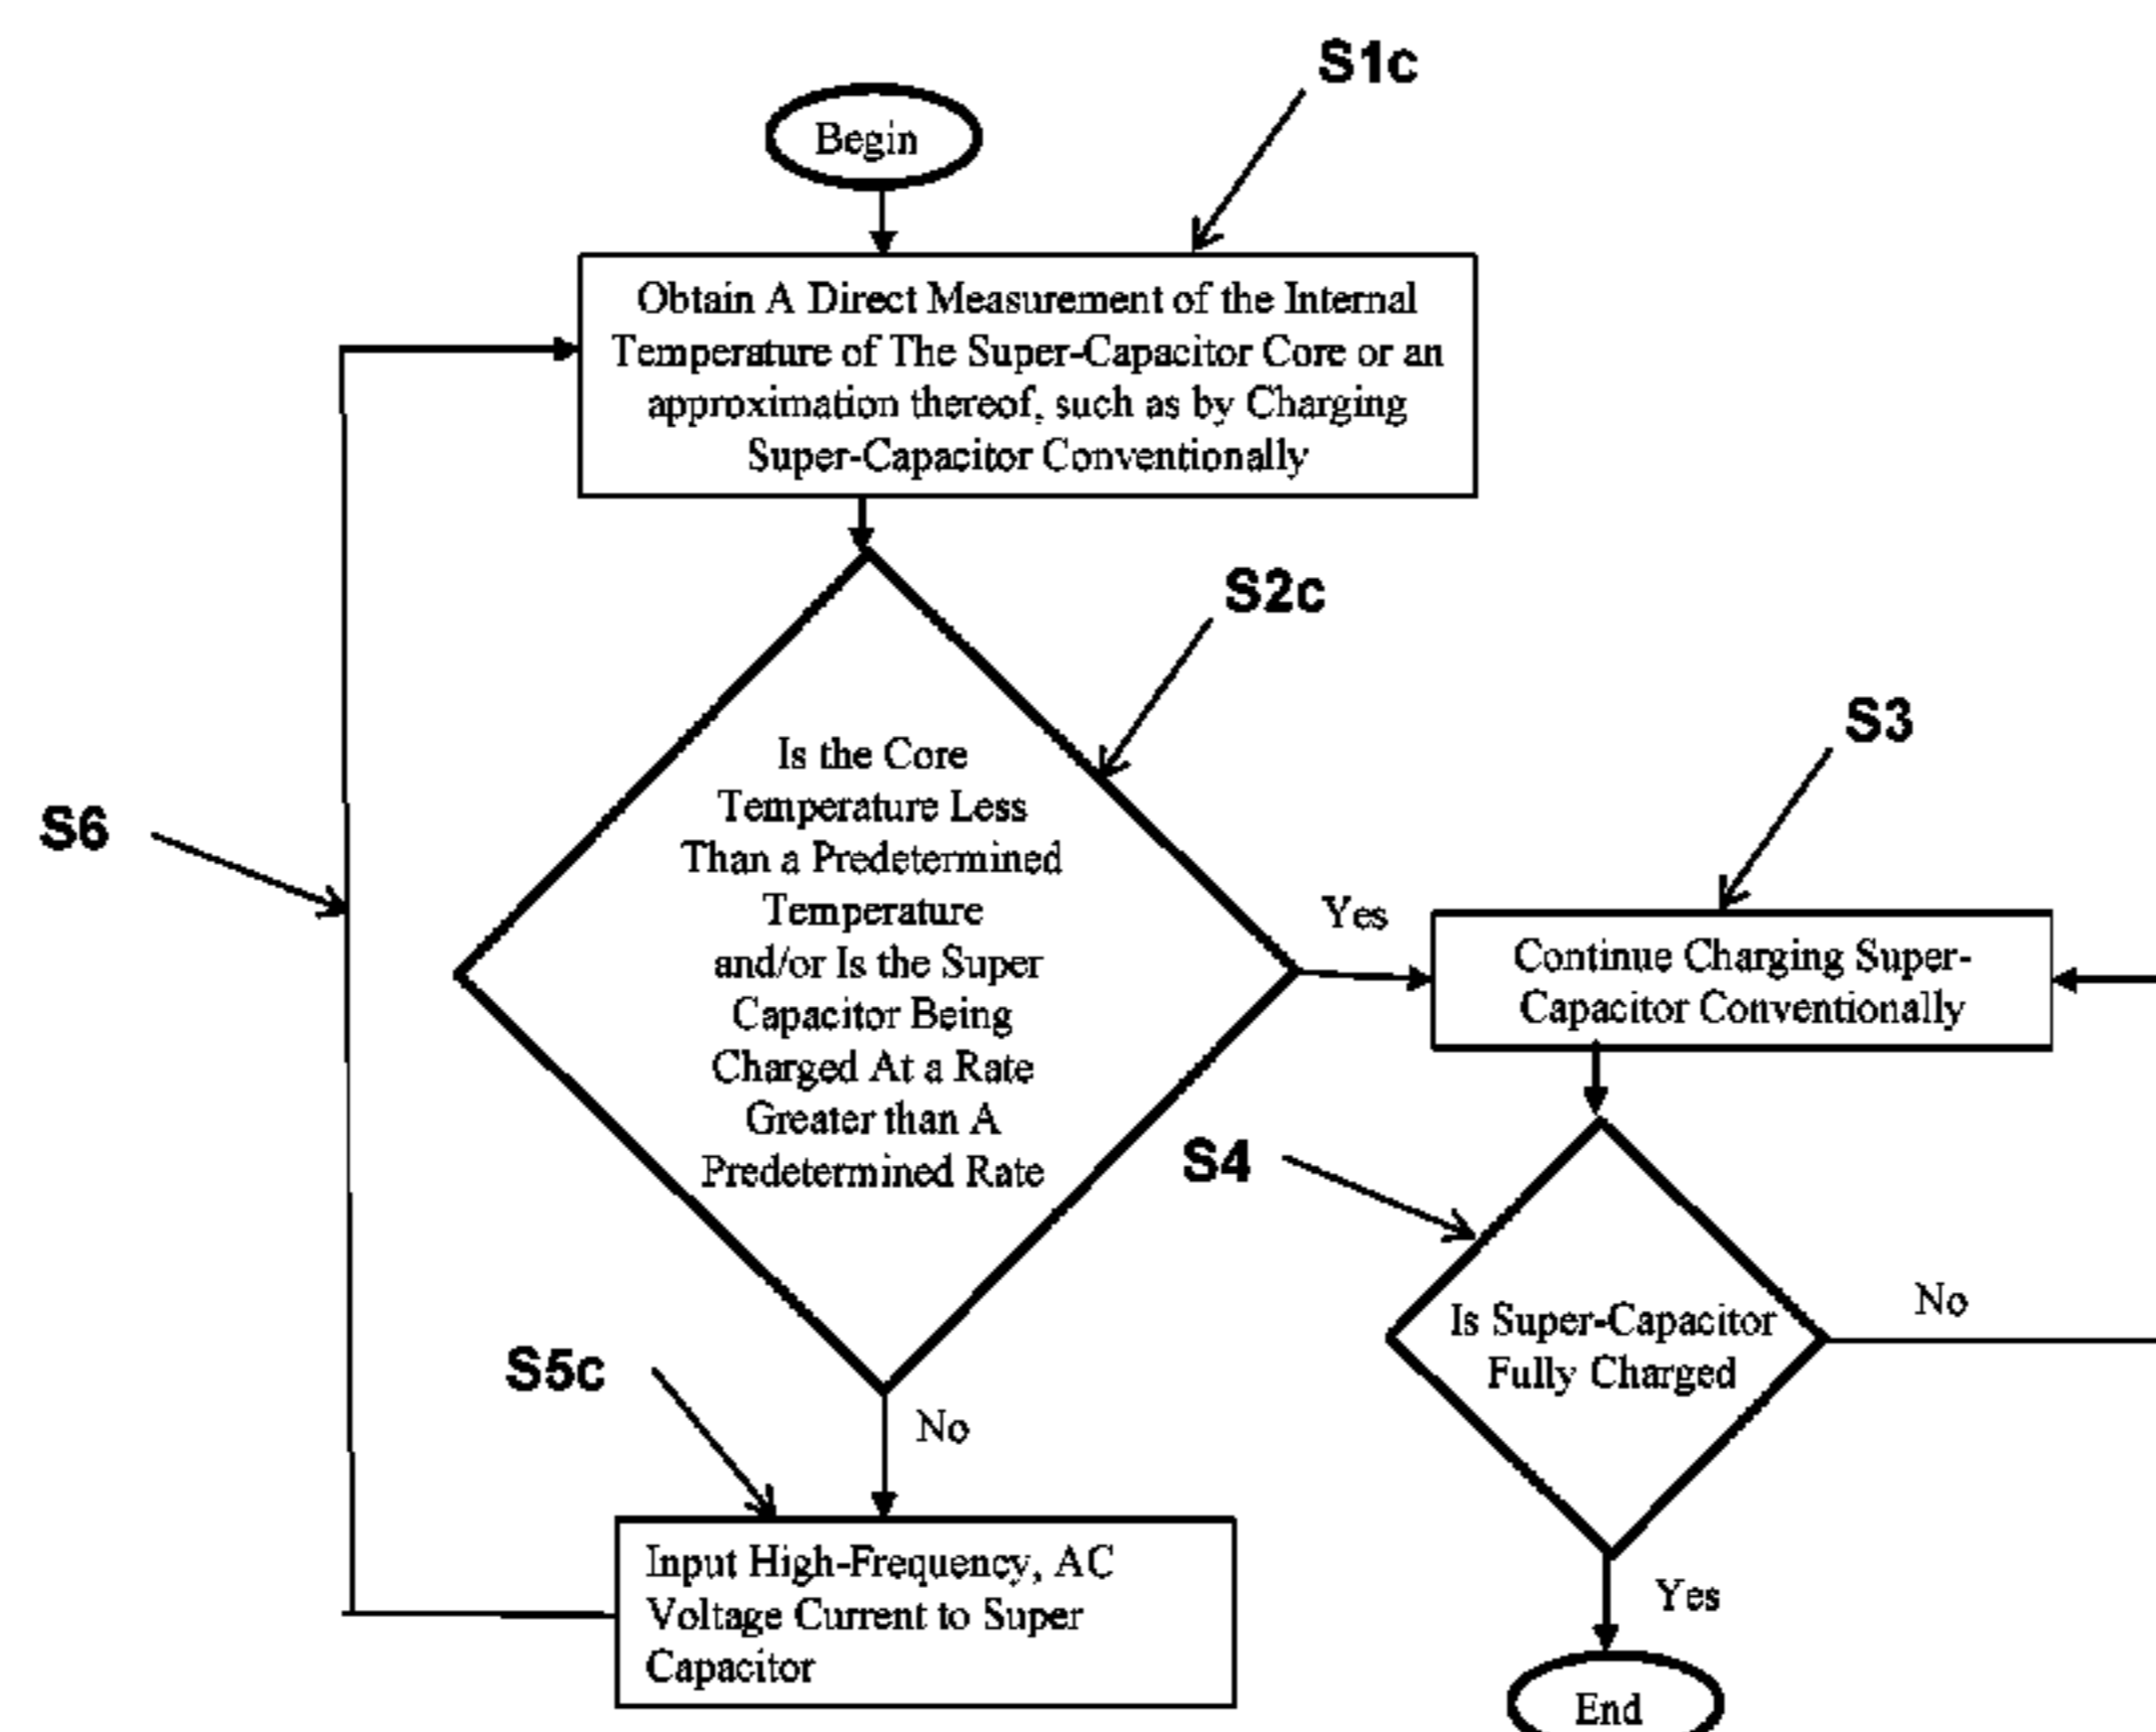 S1c
Begin
Obtain A Direct Measurement of the Internal
Temperature of The Super-Capacitor Core or an
approximation thereof, such as by Charging
Super-Capacitor Conventionally
S2c
Is the Core
Temperature Less
Than a Predetermined
Temperature
and/or Is the Super
Capacitor Being
Charged At a Rate
Greater than A
Predetermined Rate
S6
Yes
S3
Continue Charging Super-
Capacitor Conventionally
S4
Is Super-Capacitor
Fully Charged
No
Yes
End
S5c
No
Input High-Frequency, AC
Voltage Current to Super
Capacitor